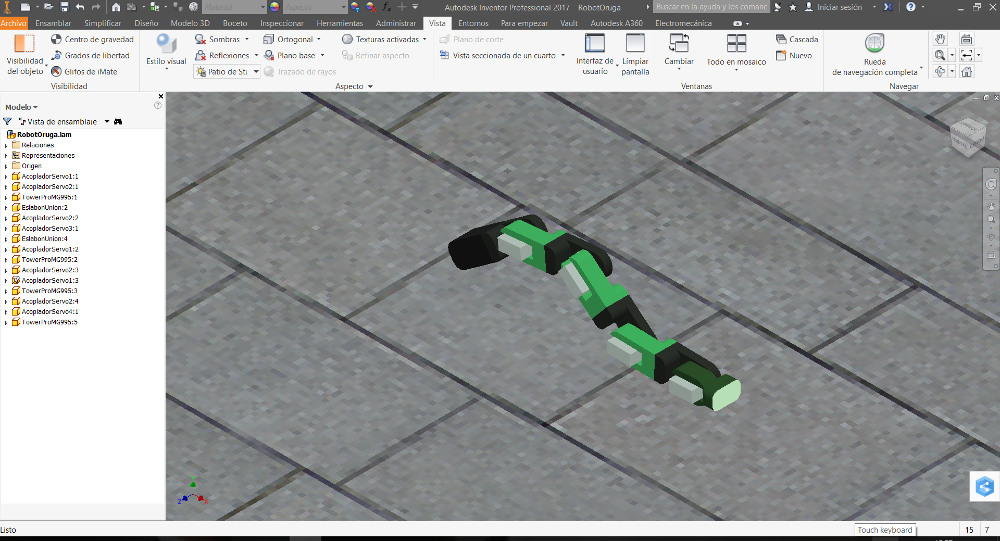 PRO
Material
Aspecto
Autodesk Inventor Professional 2017 RobotOruga
Buscar en la ayuda y los comanc
Iniciar sesión
Archivo Ensamblar Simplificar Diseño Modelo 3D Boceto Inspeccionar Herramientas Administrar Vista Entornos Para empezar Vault Autodesk A360 Electromecánica
Visibilidad
del objeto
Centro de gravedad
Grados de libertad
Glifos de iMate
Visibilidad
Estilo visual
Sombras
Reflexiones
Patio de Stu
Ortogonal
Plano base
Trazado de rayos
Texturas activadas
Refinar aspecto
Aspecto
Plano de corte
Vista seccionada de un cuarto
Interfaz de
usuario
Limpiar
pantalla
Cambiar
Todo en mosaico
Cascada
Nuevo
Ventanas
Rueda
de navegación completa
Navegar
Modelo
Vista de ensamblaje
RobotOruga.iam
Relaciones
Representaciones
Origen
AcopladorServo1:1
AcopladorServo2:1
TowerProMG995:1
EslabonUnion:2
AcopladorServo2:2
AcopladorServo3:1
EslabonUnion:4
AcopladorServo1:2
TowerProMG995:2
AcopladorServo2:3
AcopladorServo1:3
TowerProMG995:3
AcopladorServo2:4
AcopladorServo4:1
TowerProMG995:5
SUPERIOR
FRONTAL
DERECHA
Y
Z
X
Listo
Touch keyboard
15 7